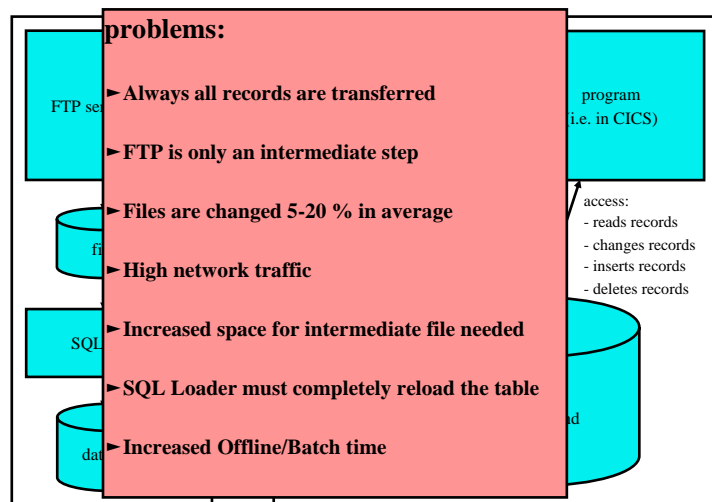 problems:
► Always all records are transferred
► FTP is only an intermediate step
► Files are changed 5-20 % in average
► High network traffic
► Increased space for intermediate file needed
► SQL Loader must completely reload the table
► Increased Offline/Batch time
FTP
SQL
program
(i.e. in CICS)
access:
- reads records
- changes records
- inserts records
- deletes records